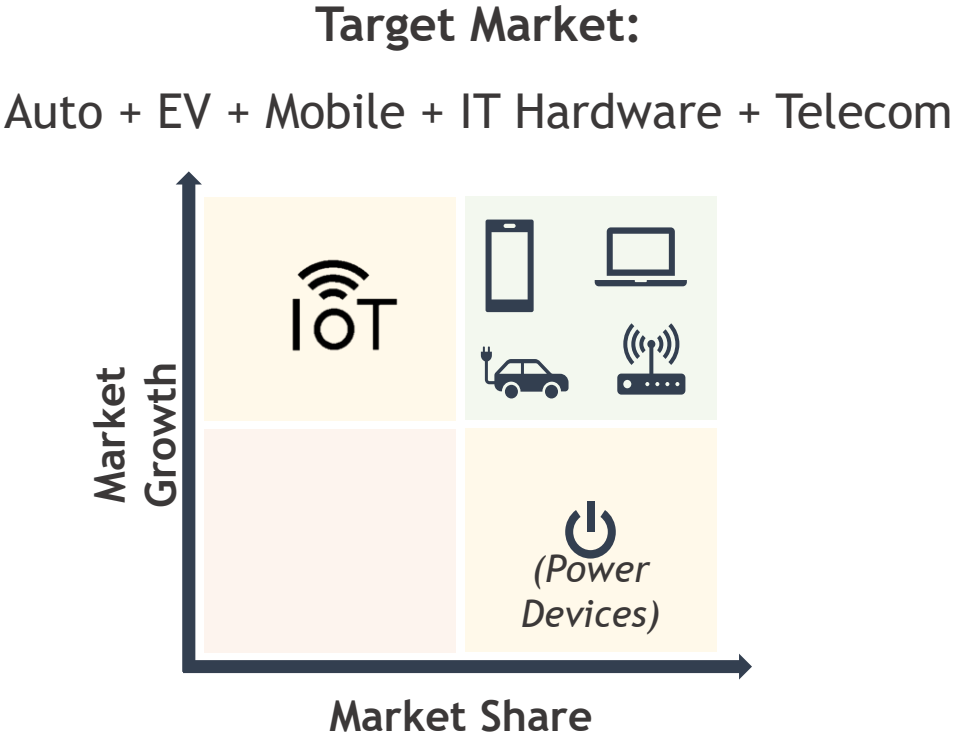 Target Market:
Auto + EV + Mobile + IT Hardware + Telecom
IoT
Market
Growth
(Power
Devices)
Market Share